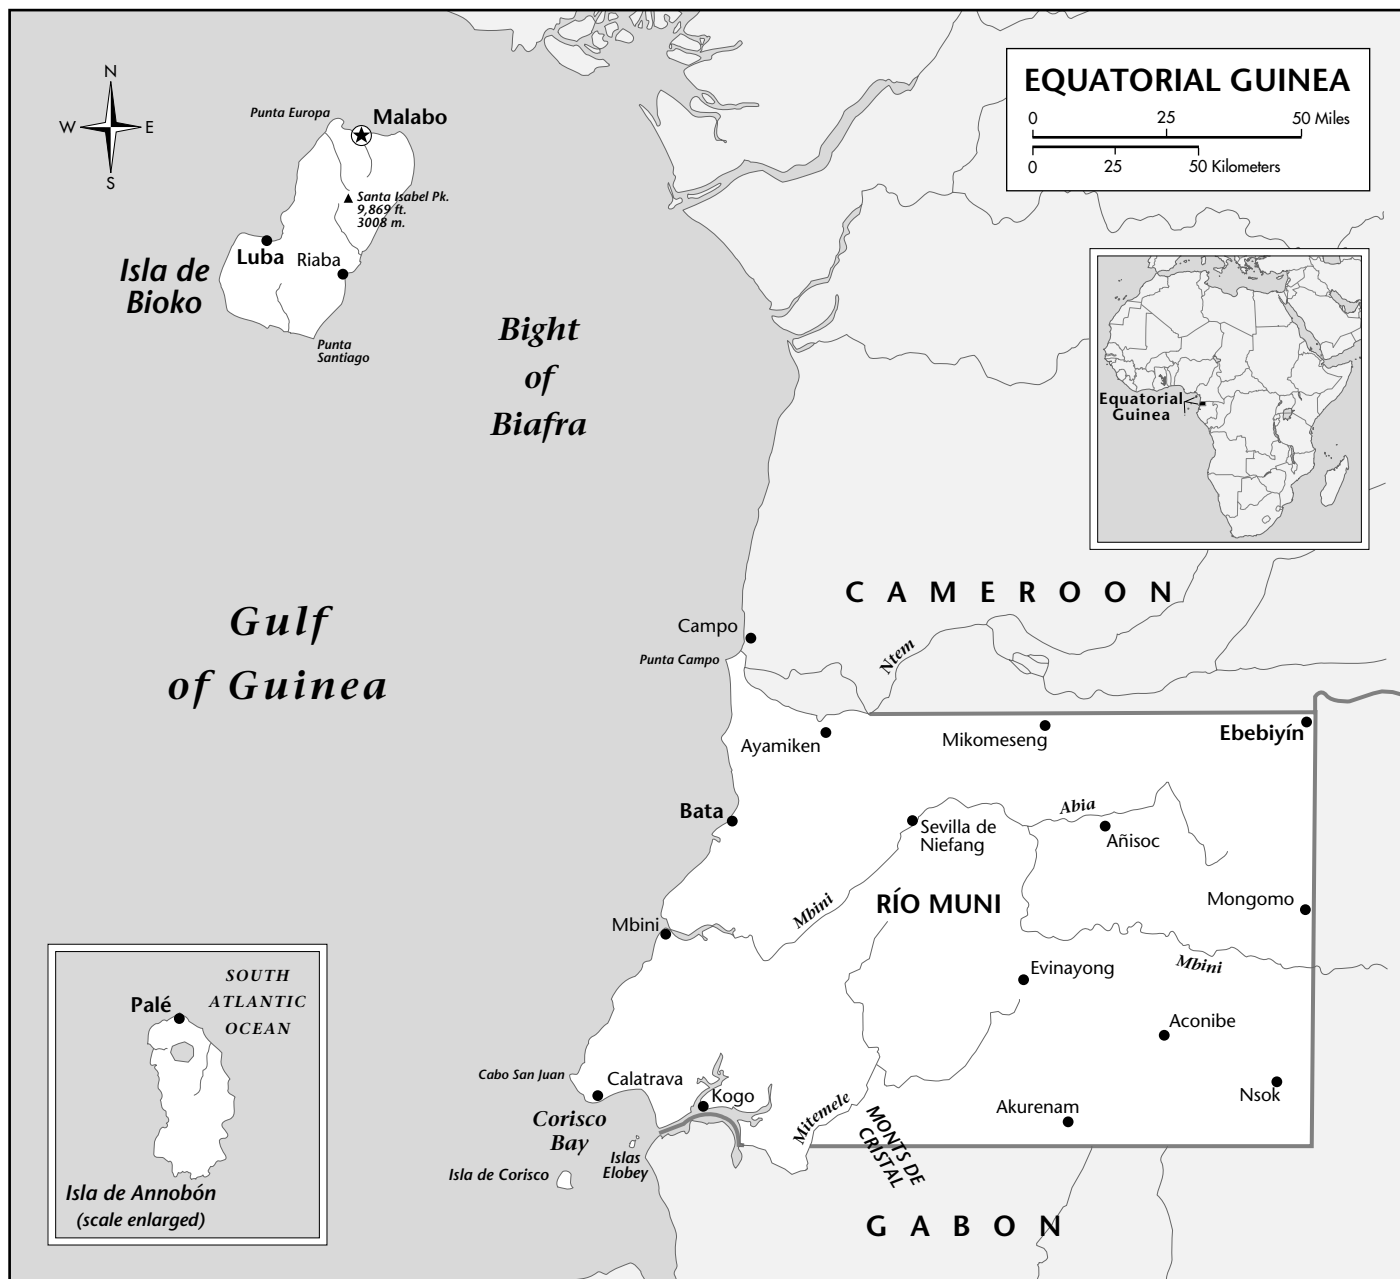 EQUATORIAL GUINEA
0 25 50 Miles
0 25 50 Kilometers
N
W E
S
Punta Europa
Malabo
Santa Isabel Pk.
9,869 ft.
3008 m.
Luba
Riaba
Isla de
Bioko
Punta
Santiago
Bight
of
Biafra
Equatorial
Guinea
Gulf
of Guinea
CAMEROON
Campo
Punta Campo
Ntem
Ayamiken
Mikomeseng
Ebebiyín
Bata
Sevilla de
Niefang
Abia
Añisoc
Mbini
RÍO MUNI
Mongomo
Mbini
Mbini
Evinayong
Aconibe
Nsok
Akurenam
SOUTH
ATLANTIC
OCEAN
Palé
Isla de Annobón
(scale enlarged)
Cabo San Juan
Calatrava
Kogo
Corisco
Bay
Mitemele
MONTS DE
CRISTAL
Islas
Elobey
Isla de Corisco
GABON